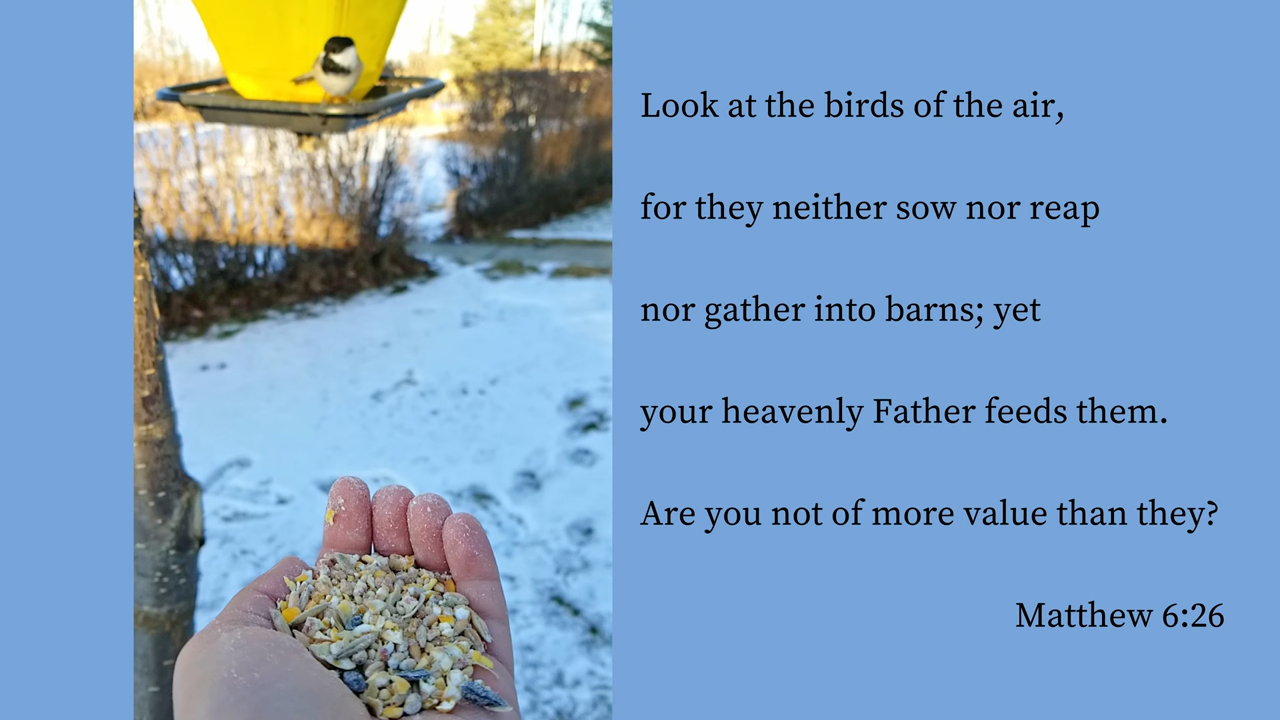 Look at the birds of the air,
for they neither sow nor reap
nor gather into barns; yet
your heavenly Father feeds them.
Are you not of more value than they?
Matthew 6:26